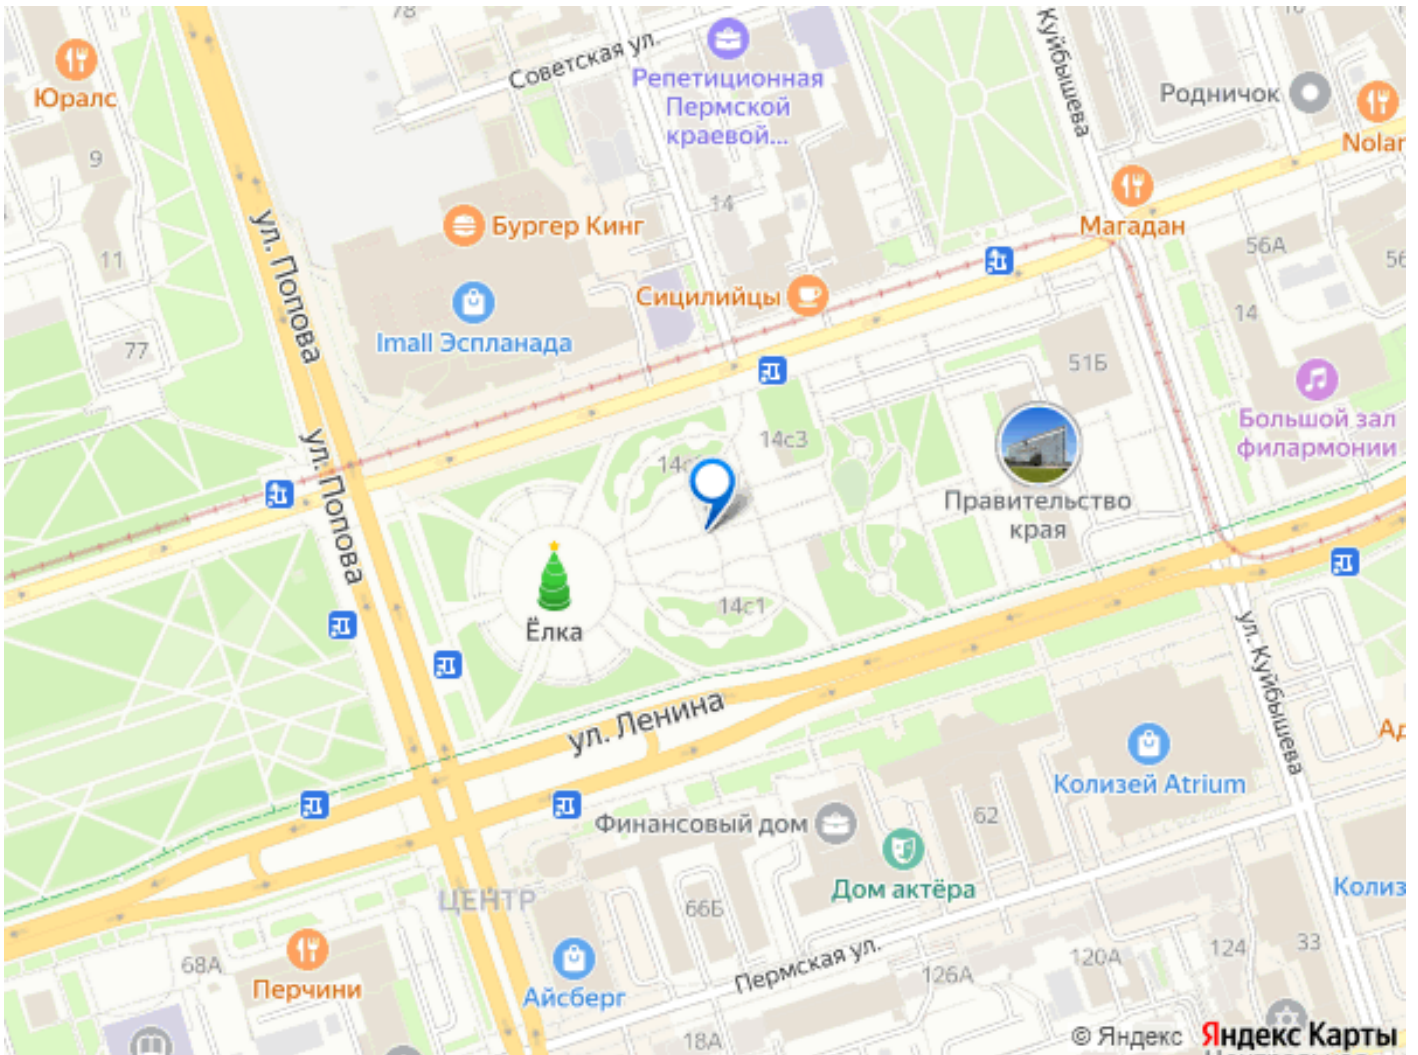 78
Советская ул.
Куйбышева
Юралс
Репетиционная
Пермской
краевой...
Родничок
Nolan
9
ул. Попова
14
Магадан
Бургер Кинг
11
56А
56
Сицилийцы
14
Imall Эспланада
77
51Б
Большой зал
филармонии
14с3
ул. Попова
Правительство
края
14с1
Ёлка
ул. Куйбышева
ул. Ленина
Колизей Atrium
Ад
Финансовый дом
62
Дом актёра
Колиз
ЦЕНТР
66Б
Пермская ул.
68А
Перчини
Айсберг
126А
120А
124
33
18А
© Яндекс Яндекс Карты